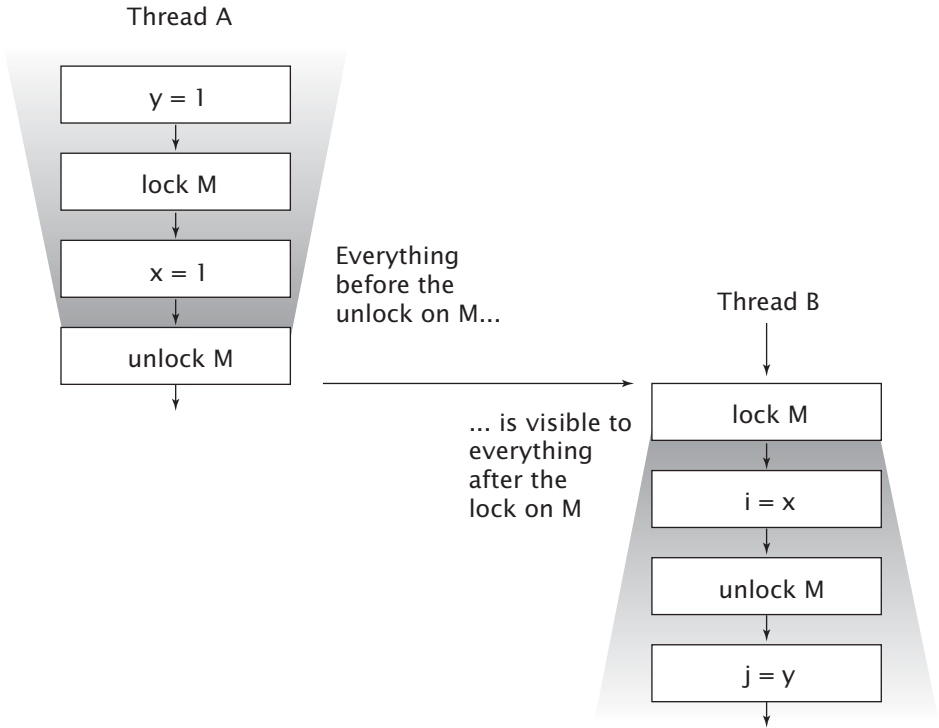 Thread A
y = 1
lock M
x = 1
unlock M
Everything
before the
unlock on M...
Thread B
... is visible to
everything
after the
lock on M
lock M
i = x
unlock M
j = y